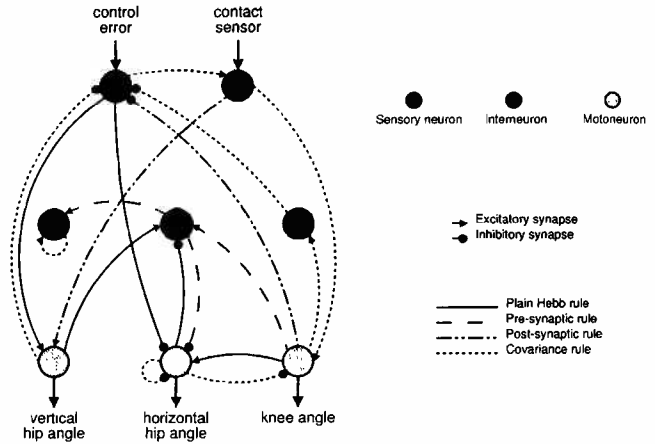 control error
contact sensor
Sensory neuron
Interneuron
Motoneuron
Excitatory synapse
Inhibitory synapse
Plain Hebb rule
Pre-synaptic rule
Post-synaptic rule
Covariance rule
vertical hip angle
horizontal hip angle
knee angle